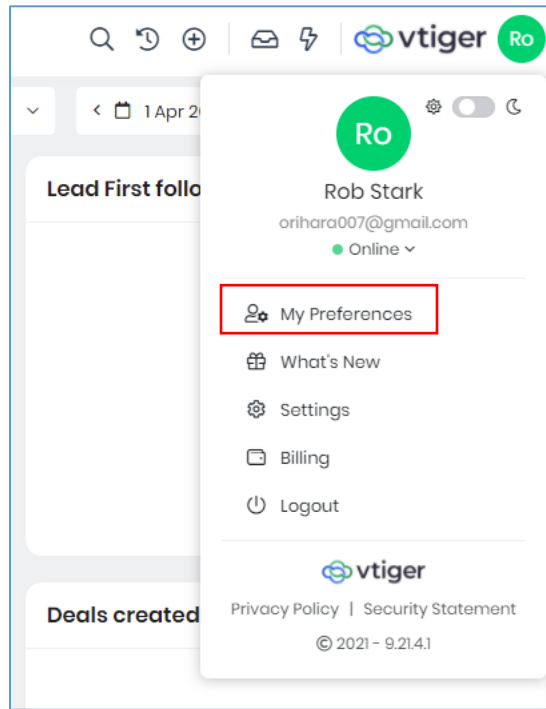 vtiger Ro
1 Apr 20
Ro
Lead First follo
Rob Stark
orihara007@gmail.com
Online
My Preferences
What's New
Settings
Billing
Logout
vtiger
Deals created
Privacy Policy | Security Statement
© 2021 - 9.21.4.1